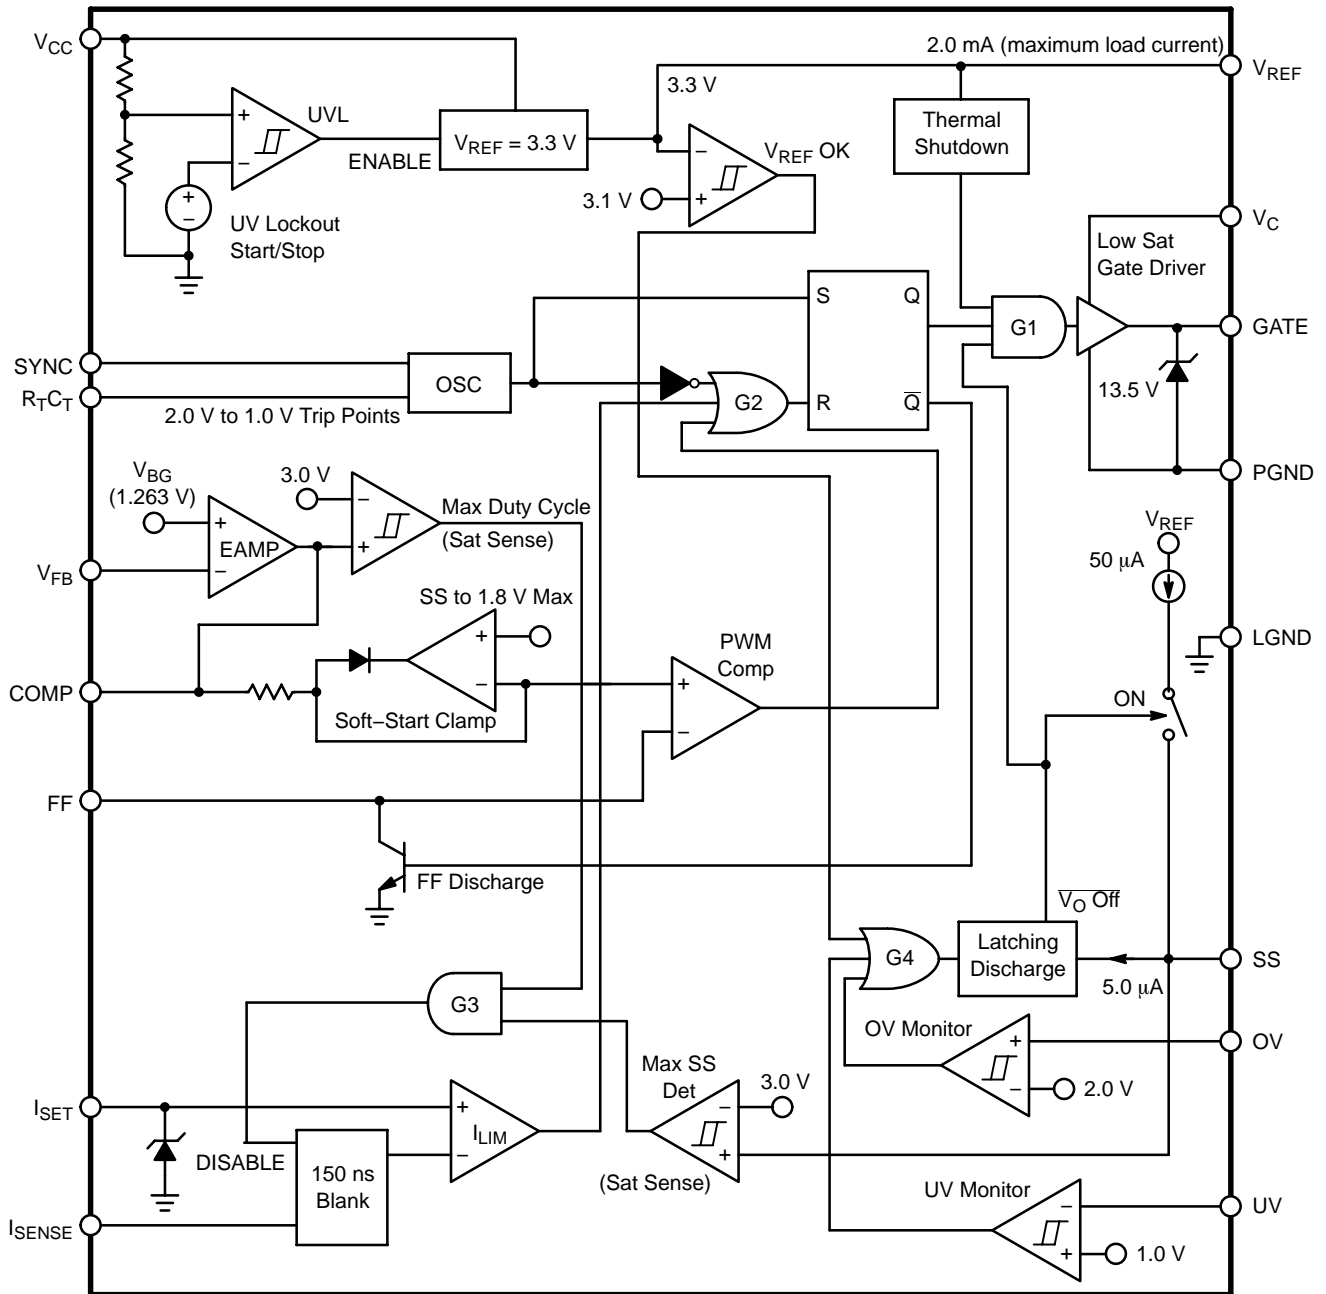 V_CC
2.0 mA (maximum load current)
V_REF
3.3 V
+
UVL
−
ENABLE
V_REF = 3.3 V
Thermal
Shutdown
−
V_REF OK
3.1 V
+
+
−
UV Lockout
Start/Stop
V_C
Low Sat
Gate Driver
S
Q
G1
GATE
SYNC
OSC
R_TC_T
2.0 V to 1.0 V Trip Points
G2
R
Q̅
13.5 V
V_BG
(1.263 V)
3.0 V
−
Max Duty Cycle
(Sat Sense)
PGND
+
EAMP
−
+
V_FB
V_REF
50 µA
SS to 1.8 V Max
+
−
PWM
Comp
LGND
COMP
Soft–Start Clamp
+
−
ON
FF
FF Discharge
V̅_̅O̅ ̅O̅f̅f̅
G4
Latching
Discharge
5.0 µA
SS
G3
OV Monitor
+
−
OV
2.0 V
Max SS
Det
3.0 V
−
+
I_SET
+
I_LIM
−
DISABLE
150 ns
Blank
(Sat Sense)
UV Monitor
−
+
UV
I_SENSE
1.0 V